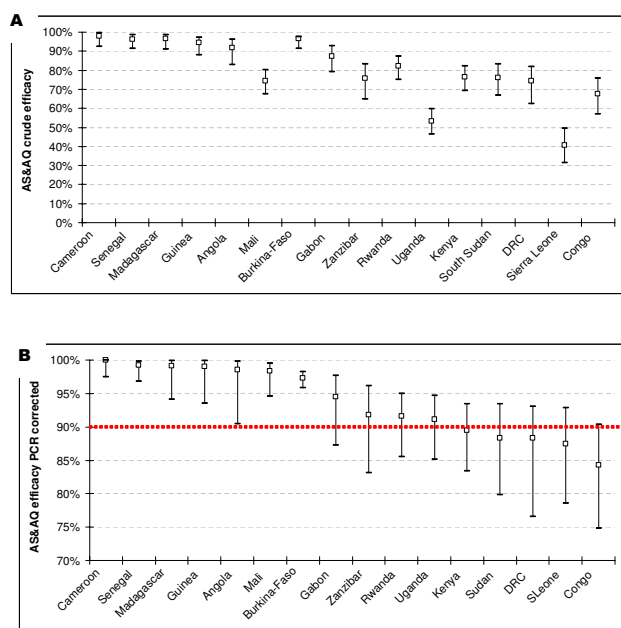 A
AS&AQ crude efficacy
100%
90%
80%
70%
60%
50%
40%
30%
20%
10%
0%
Cameroon
Senegal
Madagascar
Guinea
Angola
Mali
Burkina-Faso
Gabon
Zanzibar
Rwanda
Uganda
Kenya
South Sudan
DRC
Sierra Leone
Congo
B
AS&AQ efficacy PCR corrected
100%
95%
90%
85%
80%
75%
70%
Cameroon
Senegal
Madagascar
Guinea
Angola
Mali
Burkina-Faso
Gabon
Zanzibar
Rwanda
Uganda
Kenya
Sudan
DRC
SLeone
Congo